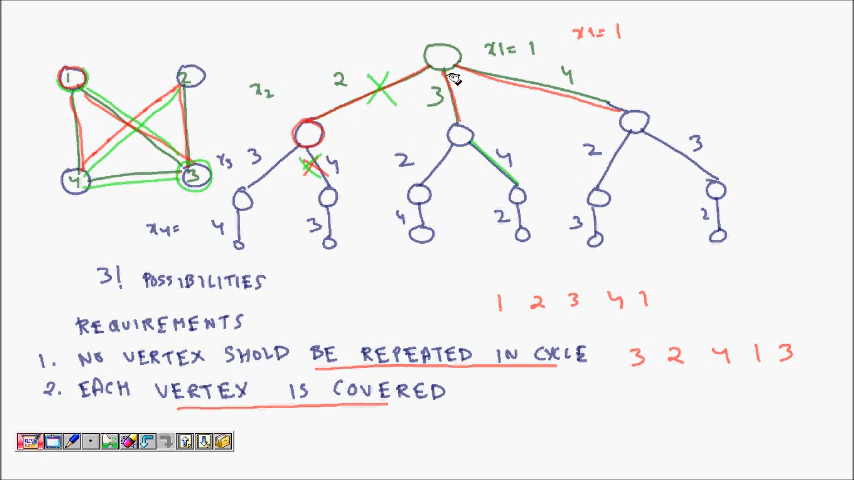 x1 = 1
x1 = 1
1
2
x2
2
3
4
4
3
x3
3
4
2
4
2
3
x4=
4
3
4
2
3
2
3! POSSIBILITIES
1 2 3 4 1
REQUIREMENTS
1. NO VERTEX SHOLD BE REPEATED IN CYCLE
3 2 4 1 3
2. EACH VERTEX IS COVERED